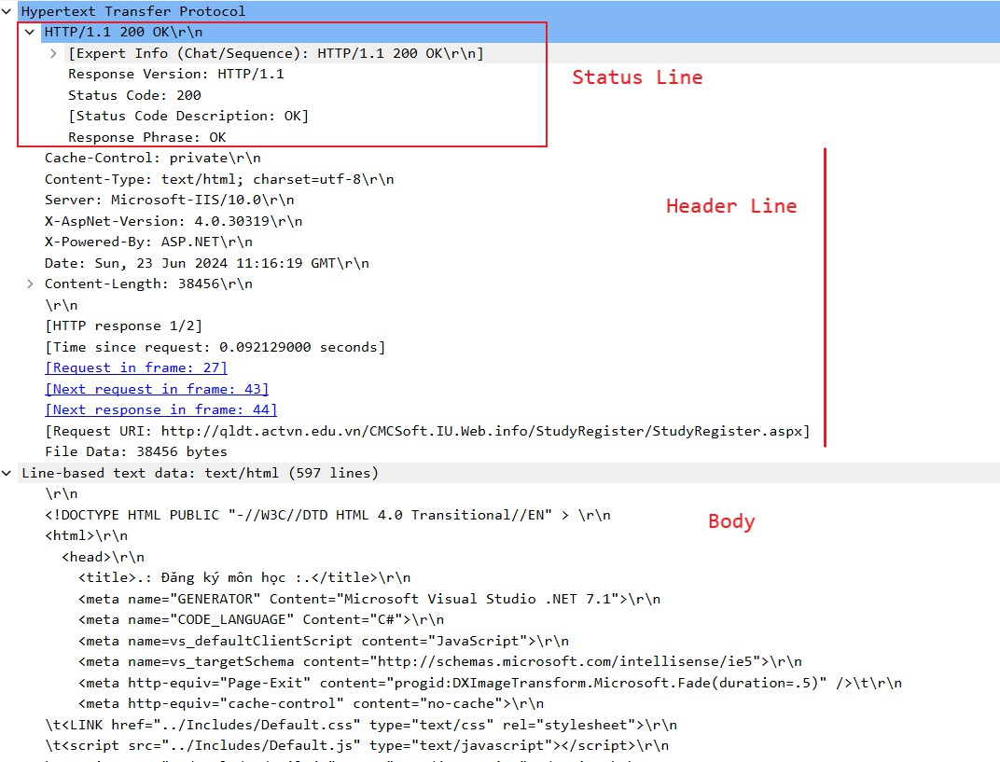 Hypertext Transfer Protocol
HTTP/1.1 200 OK\r\n
[Expert Info (Chat/Sequence): HTTP/1.1 200 OK\r\n]
Response Version: HTTP/1.1
Status Line
Status Code: 200
[Status Code Description: OK]
Response Phrase: OK
Cache-Control: private\r\n
Content-Type: text/html; charset=utf-8\r\n
Server: Microsoft-IIS/10.0\r\n
Header Line
X-AspNet-Version: 4.0.30319\r\n
X-Powered-By: ASP.NET\r\n
Date: Sun, 23 Jun 2024 11:16:19 GMT\r\n
Content-Length: 38456\r\n
\r\n
[HTTP response 1/2]
[Time since request: 0.092129000 seconds]
[Request in frame: 27]
[Next request in frame: 43]
[Next response in frame: 44]
[Request URI: http://qldt.actvn.edu.vn/CMCSoft.IU.Web.info/StudyRegister/StudyRegister.aspx]
File Data: 38456 bytes
Line-based text data: text/html (597 lines)
\r\n
<!DOCTYPE HTML PUBLIC "-//W3C//DTD HTML 4.0 Transitional//EN" > \r\n
Body
<html>\r\n
<head>\r\n
<title>.: Đăng ký môn học :.</title>\r\n
<meta name="GENERATOR" Content="Microsoft Visual Studio .NET 7.1">\r\n
<meta name="CODE_LANGUAGE" Content="C#">\r\n
<meta name=vs_defaultClientScript content="JavaScript">\r\n
<meta name=vs_targetSchema content="http://schemas.microsoft.com/intellisense/ie5">\r\n
<meta http-equiv="Page-Exit" content="progid:DXImageTransform.Microsoft.Fade(duration=.5)" />\t\r\n
<meta http-equiv="cache-control" content="no-cache">\r\n
\t<LINK href="../Includes/Default.css" type="text/css" rel="stylesheet">\r\n
\t<script src="../Includes/Default.js" type="text/javascript"></script>\r\n